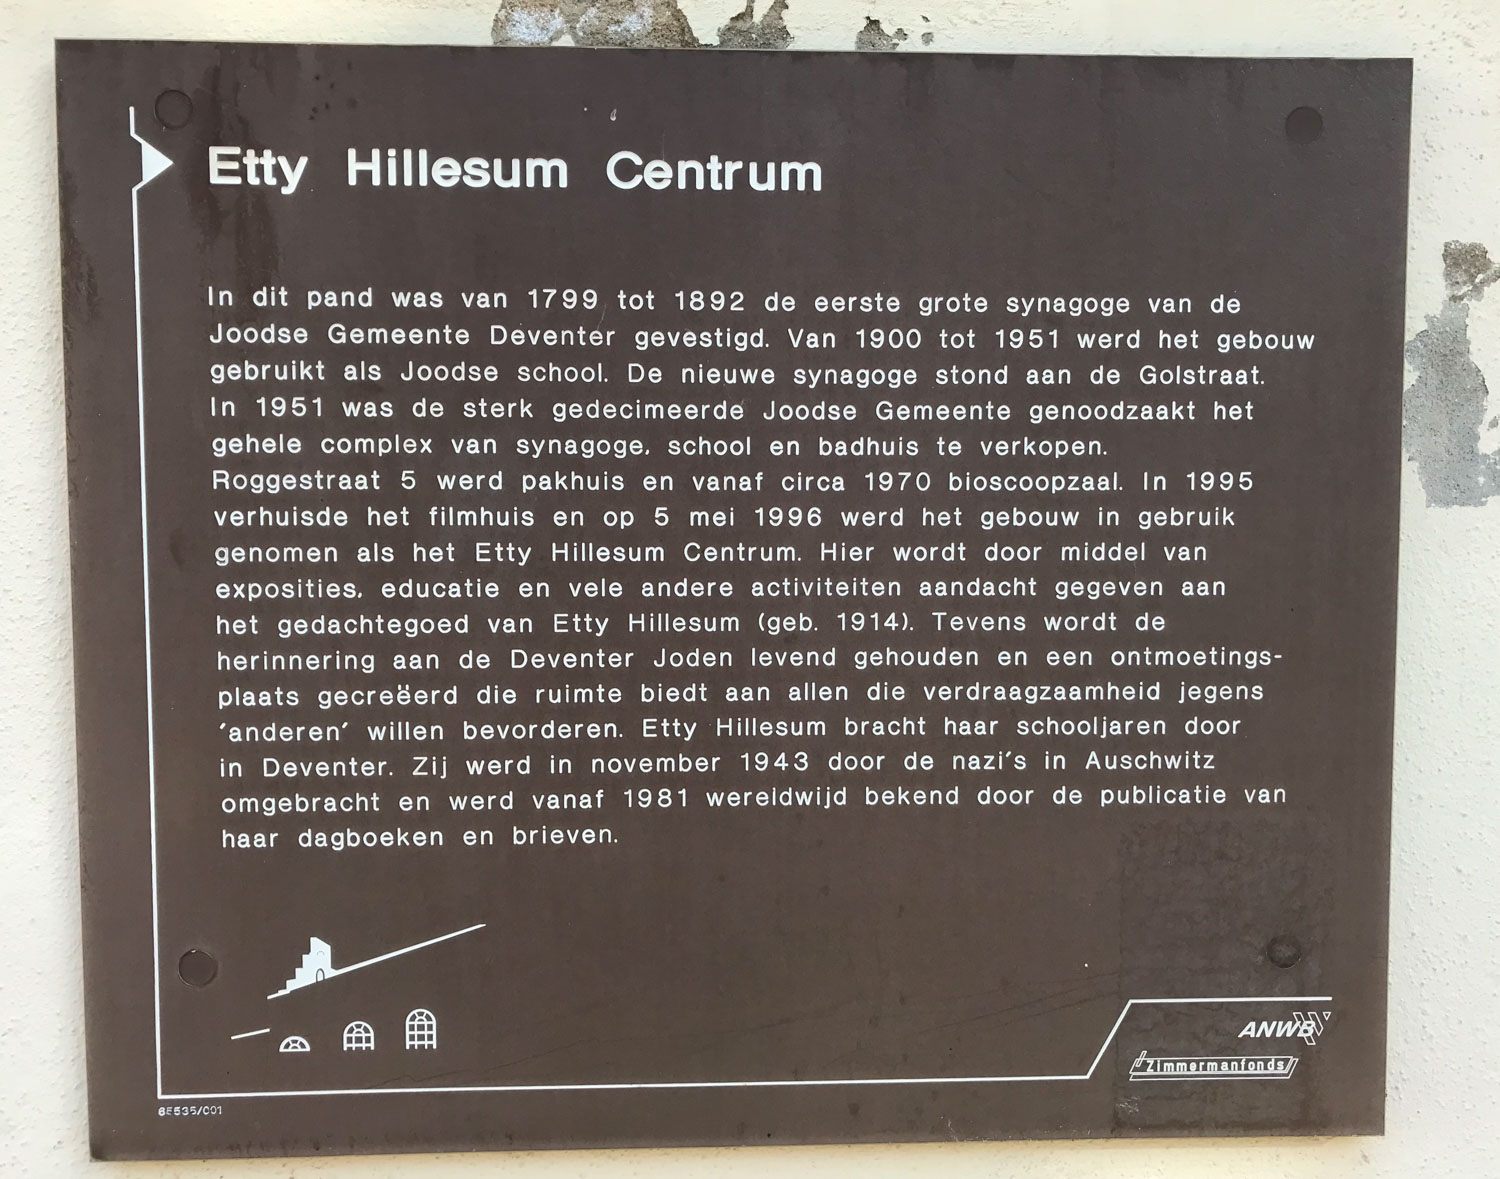 Etty Hillesum Centrum
In dit pand was van 1799 tot 1892 de eerste grote synagoge van de
Joodse Gemeente Deventer gevestigd. Van 1900 tot 1951 werd het gebouw
gebruikt als Joodse school. De nieuwe synagoge stond aan de Golstraat.
In 1951 was de sterk gedecimeerde Joodse Gemeente genoodzaakt het
gehele complex van synagoge, school en badhuis te verkopen.
Roggestraat 5 werd pakhuis en vanaf circa 1970 bioscoopzaal. In 1995
verhuisde het filmhuis en op 5 mei 1996 werd het gebouw in gebruik
genomen als het Etty Hillesum Centrum. Hier wordt door middel van
exposities, educatie en vele andere activiteiten aandacht gegeven aan
het gedachtegoed van Etty Hillesum (geb. 1914). Tevens wordt de
herinnering aan de Deventer Joden levend gehouden en een ontmoetings-
plaats gecreëerd die ruimte biedt aan allen die verdraagzaamheid jegens
'anderen' willen bevorderen. Etty Hillesum bracht haar schooljaren door
in Deventer. Zij werd in november 1943 door de nazi's in Auschwitz
omgebracht en werd vanaf 1981 wereldwijd bekend door de publicatie van
haar dagboeken en brieven.
ANWB
Zimmermanfonds
6E535/001